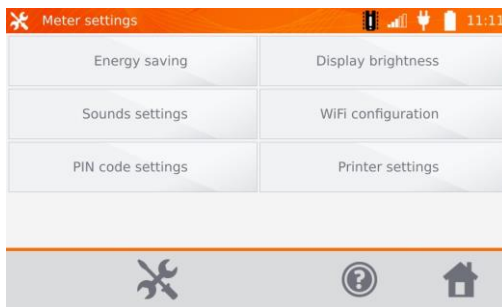 Meter settings 11:11
Energy saving Display brightness
Sounds settings WiFi configuration
PIN code settings Printer settings
?